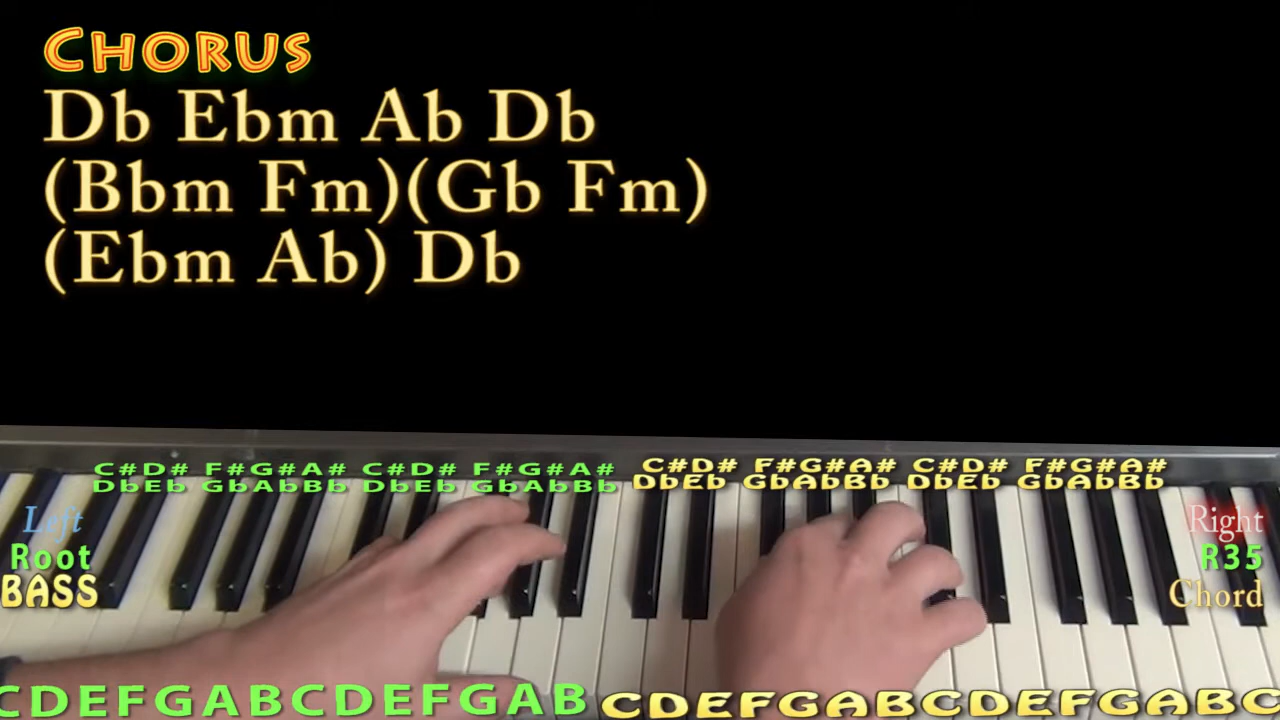 CHORUS
Db Ebm Ab Db
(Bbm Fm)(Gb Fm)
(Ebm Ab) Db
C#D# F#G#A# C#D# F#G#A# C#D# F#G#A# C#D# F#G#A#
DbEb GbAbBb DbEb GbAbBb DbEb GbAbBb DbEb GbAbBb
Left
Root
BASS
Right
R35
Chord
CDEFGABCDEFGAB CDEFGABCDEFGABC